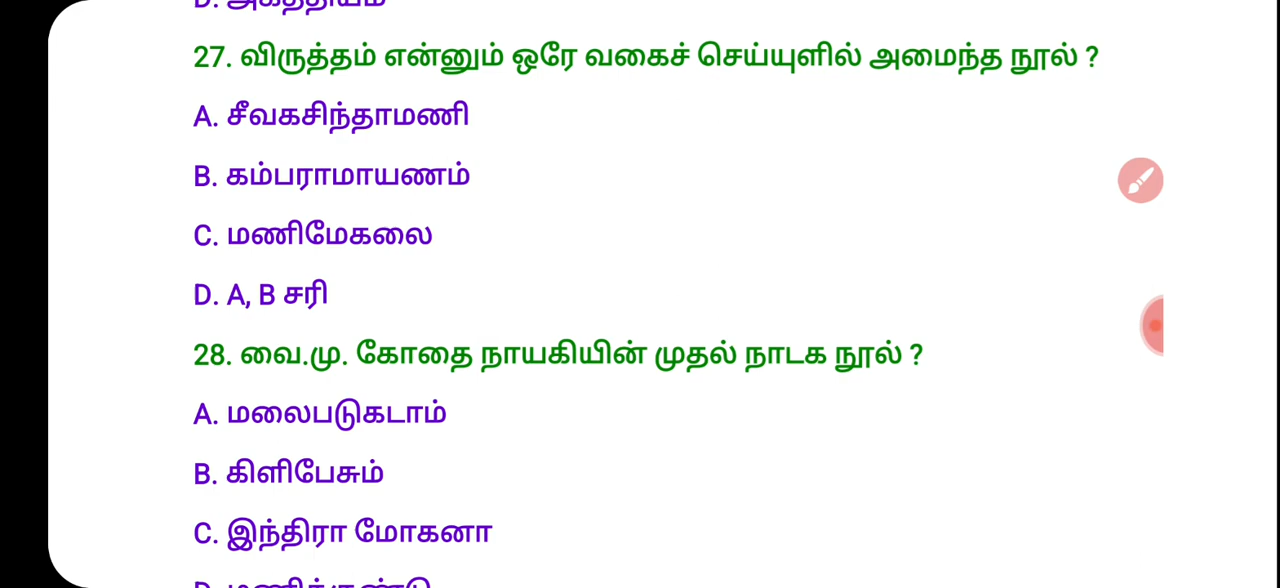 27. விருத்தம் என்னும் ஒரே வகைச் செய்யுளில் அமைந்த நூல் ?
A. சீவகசிந்தாமணி
B. கம்பராமாயணம்
C. மணிமேகலை
D. A, B சரி
28. வை.மு. கோதை நாயகியின் முதல் நாடக நூல் ?
A. மலைபடுகடாம்
B. கிளிபேசும்
C. இந்திரா மோகனா